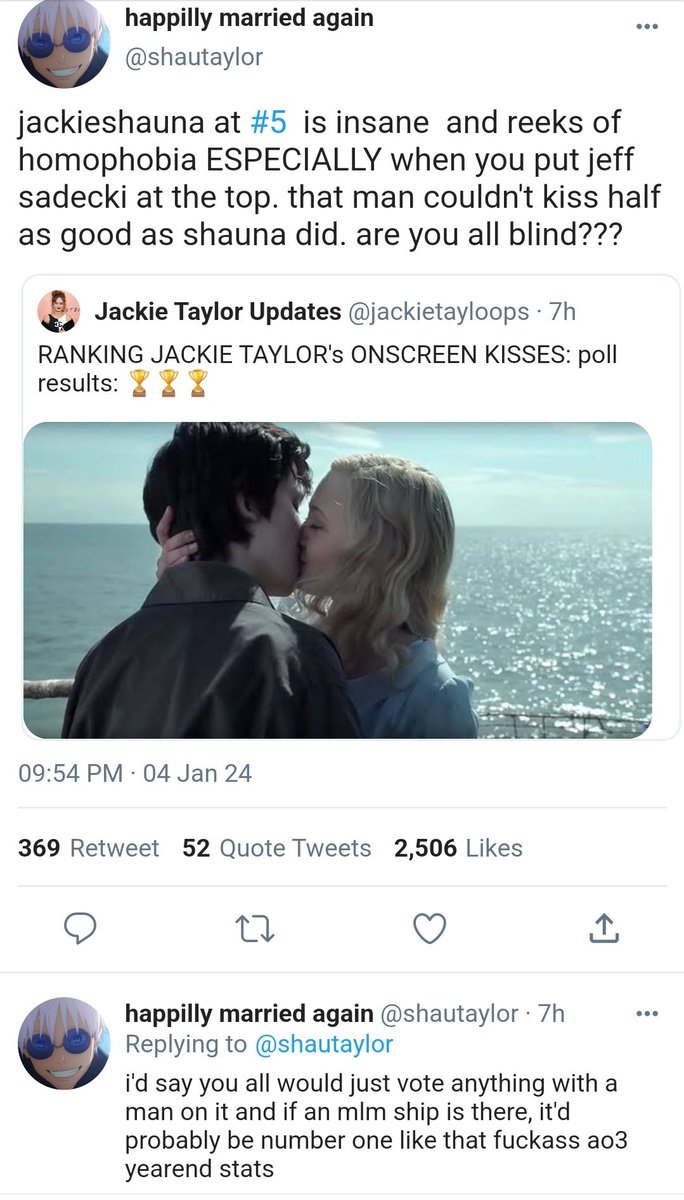 happilly married again
@shautaylor
jackieshauna at #5 is insane and reeks of
homophobia ESPECIALLY when you put jeff
sadecki at the top. that man couldn't kiss half
as good as shauna did. are you all blind???
Jackie Taylor Updates @jackietayloops · 7h
RANKING JACKIE TAYLOR's ONSCREEN KISSES: poll
results: 🏆 🏆 🏆
09:54 PM · 04 Jan 24
369 Retweet 52 Quote Tweets 2,506 Likes
happilly married again @shautaylor · 7h
Replying to @shautaylor
i'd say you all would just vote anything with a
man on it and if an mlm ship is there, it'd
probably be number one like that fuckass ao3
yearend stats